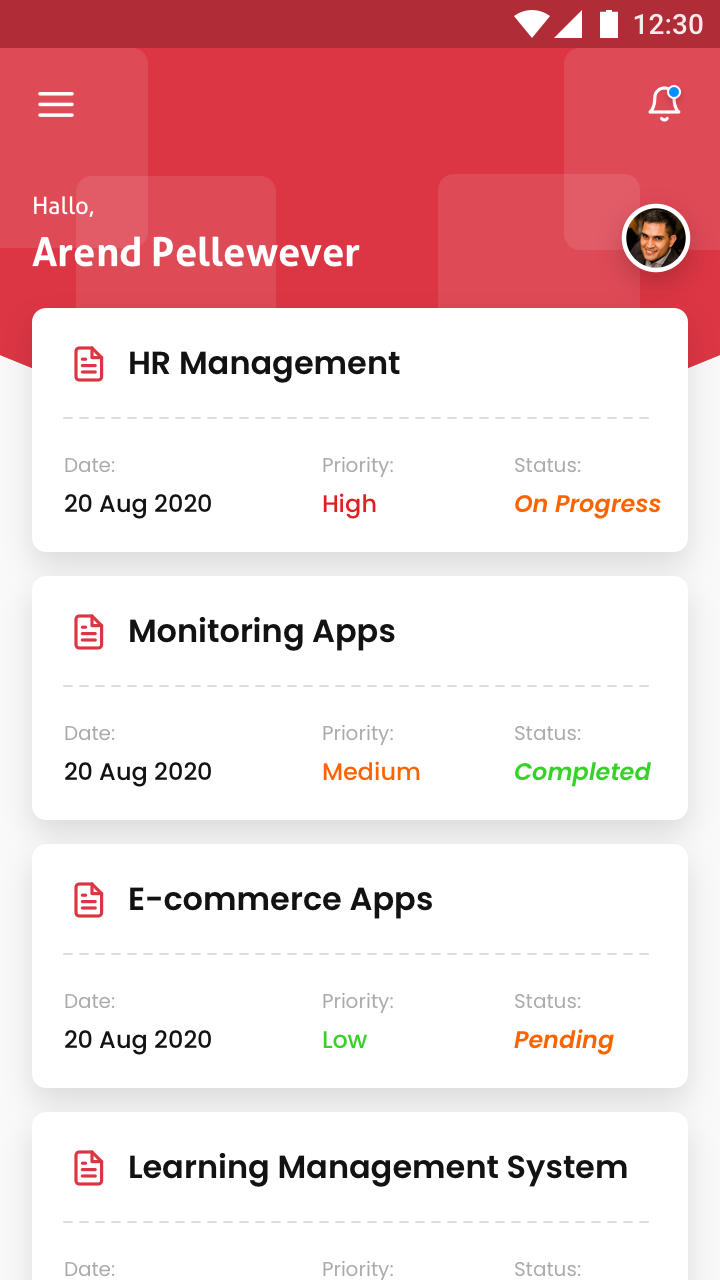 12:30
Hallo,
Arend Pellewever
HR Management
Date: Priority: Status:
20 Aug 2020 High On Progress
Monitoring Apps
Date: Priority: Status:
20 Aug 2020 Medium Completed
E-commerce Apps
Date: Priority: Status:
20 Aug 2020 Low Pending
Learning Management System
Date: Priority: Status: